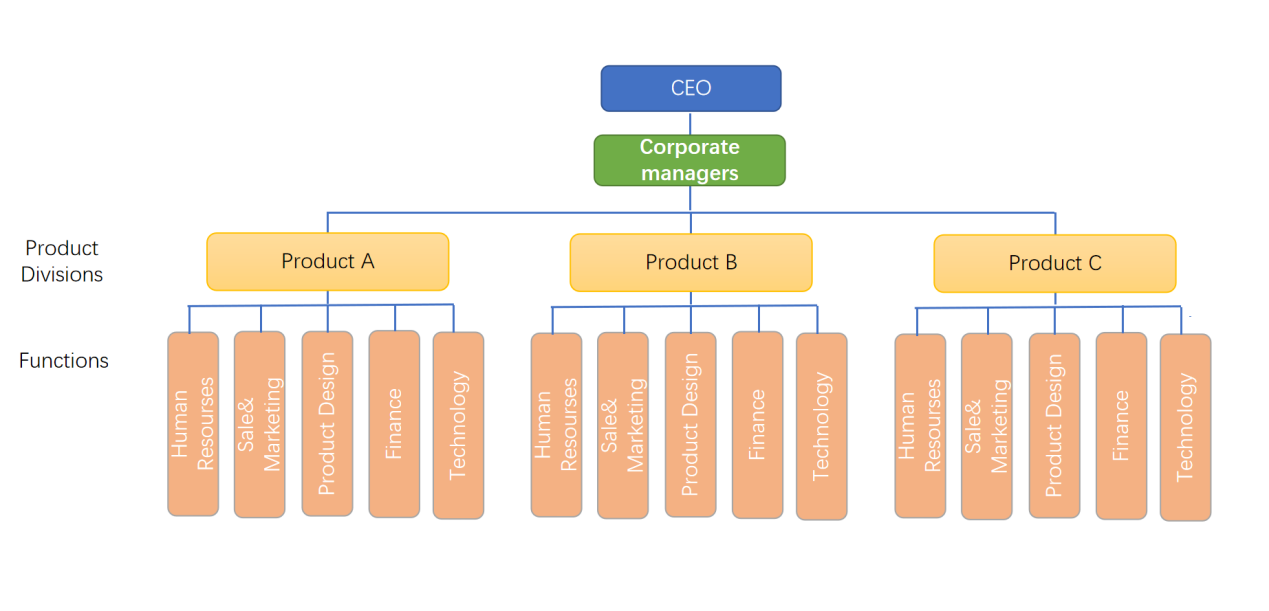 CEO
Corporate
managers
Product
Divisions
Product A
Product B
Product C
Functions
Human
Resourses
Sale&
Marketing
Product Design
Finance
Technology
Human
Resourses
Sale&
Marketing
Product Design
Finance
Technology
Human
Resourses
Sale&
Marketing
Product Design
Finance
Technology